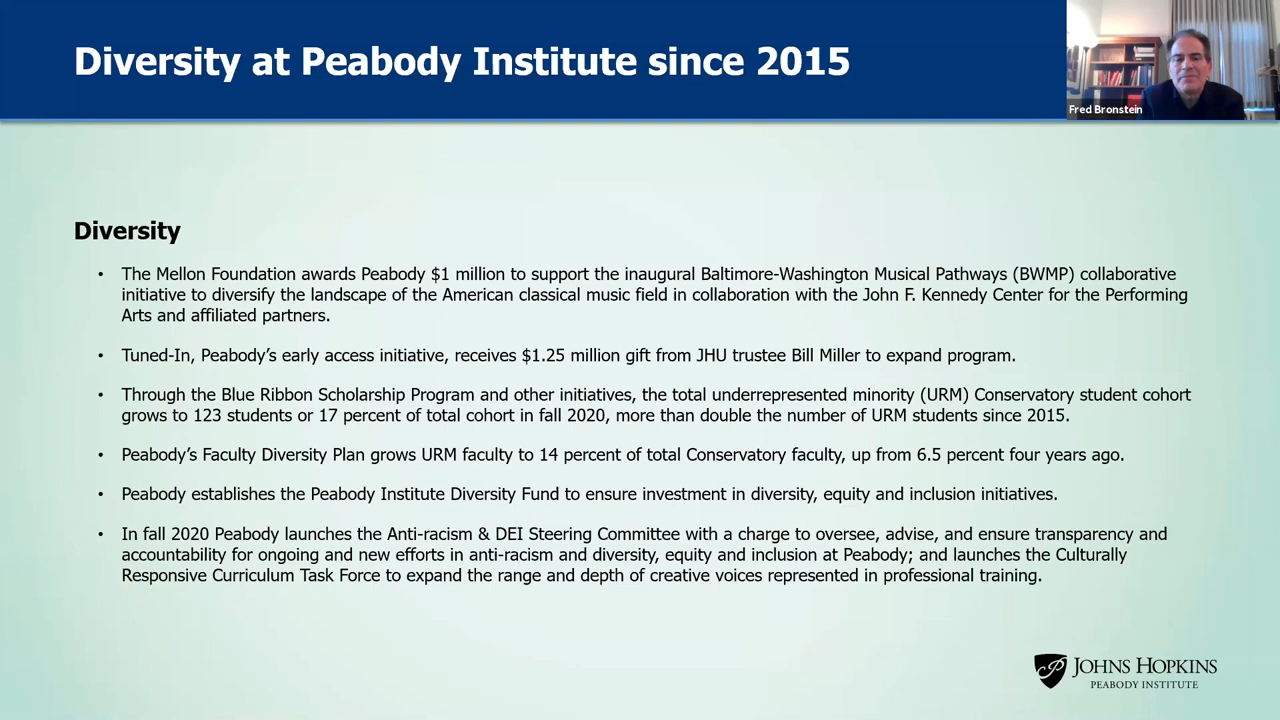 Diversity at Peabody Institute since 2015
Fred Bronstein
Diversity
• The Mellon Foundation awards Peabody $1 million to support the inaugural Baltimore-Washington Musical Pathways (BWMP) collaborative
initiative to diversify the landscape of the American classical music field in collaboration with the John F. Kennedy Center for the Performing
Arts and affiliated partners.
• Tuned-In, Peabody’s early access initiative, receives $1.25 million gift from JHU trustee Bill Miller to expand program.
• Through the Blue Ribbon Scholarship Program and other initiatives, the total underrepresented minority (URM) Conservatory student cohort
grows to 123 students or 17 percent of total cohort in fall 2020, more than double the number of URM students since 2015.
• Peabody’s Faculty Diversity Plan grows URM faculty to 14 percent of total Conservatory faculty, up from 6.5 percent four years ago.
• Peabody establishes the Peabody Institute Diversity Fund to ensure investment in diversity, equity and inclusion initiatives.
• In fall 2020 Peabody launches the Anti-racism & DEI Steering Committee with a charge to oversee, advise, and ensure transparency and
accountability for ongoing and new efforts in anti-racism and diversity, equity and inclusion at Peabody; and launches the Culturally
Responsive Curriculum Task Force to expand the range and depth of creative voices represented in professional training.
JOHNS HOPKINS
PEABODY INSTITUTE